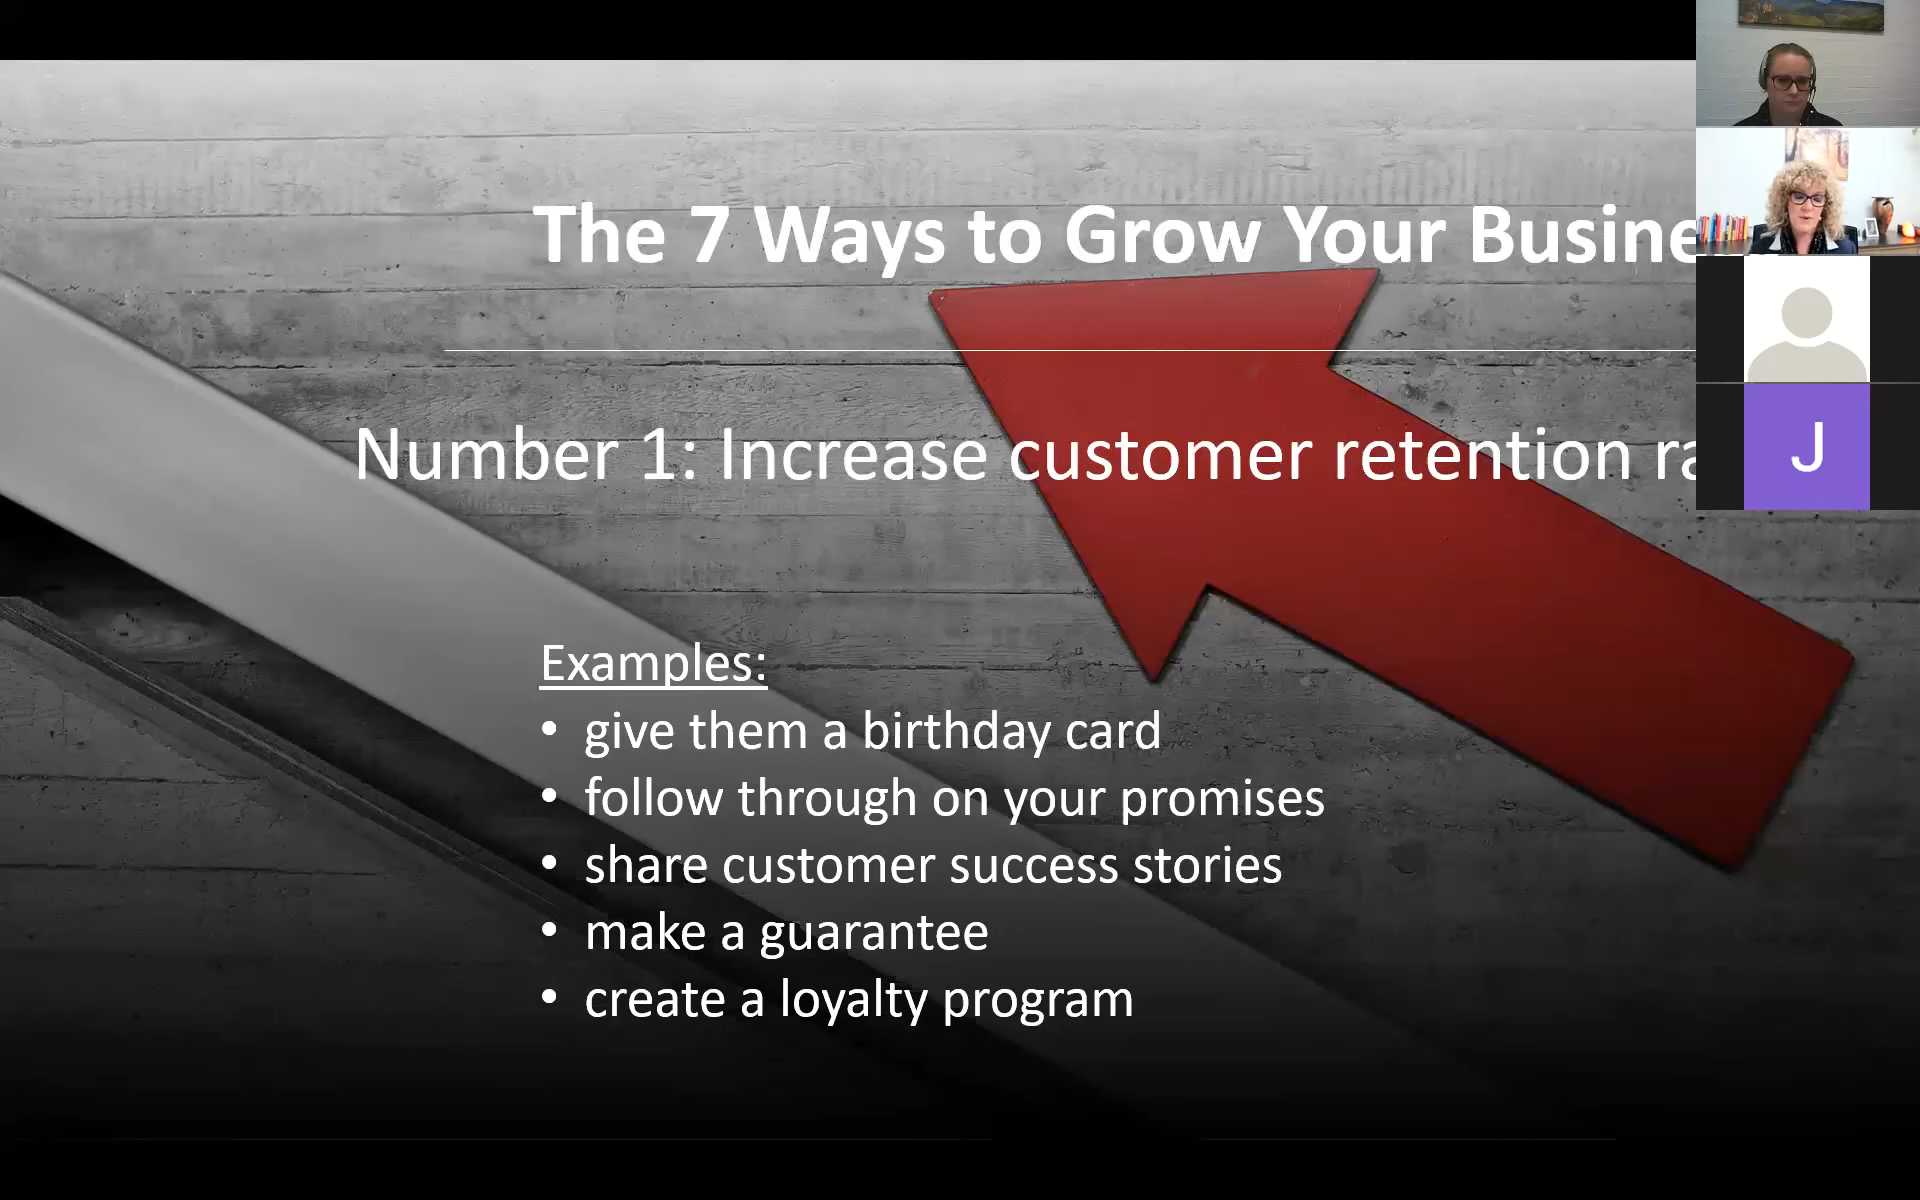 The 7 Ways to Grow Your Busine
Number 1: Increase customer retention ra
Examples:
• give them a birthday card
• follow through on your promises
• share customer success stories
• make a guarantee
• create a loyalty program
J